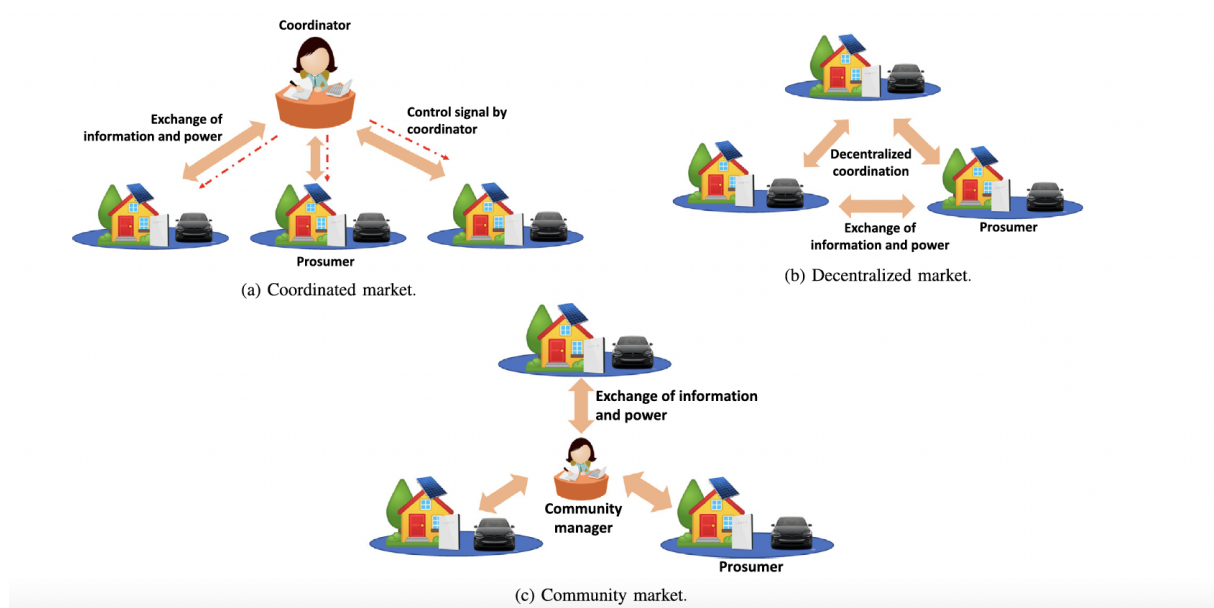 Coordinator
Exchange of
information and power
Control signal by
coordinator
Prosumer
(a) Coordinated market.
Decentralized
coordination
Exchange of
information and power
Prosumer
(b) Decentralized market.
Exchange of information
and power
Community
manager
Prosumer
(c) Community market.